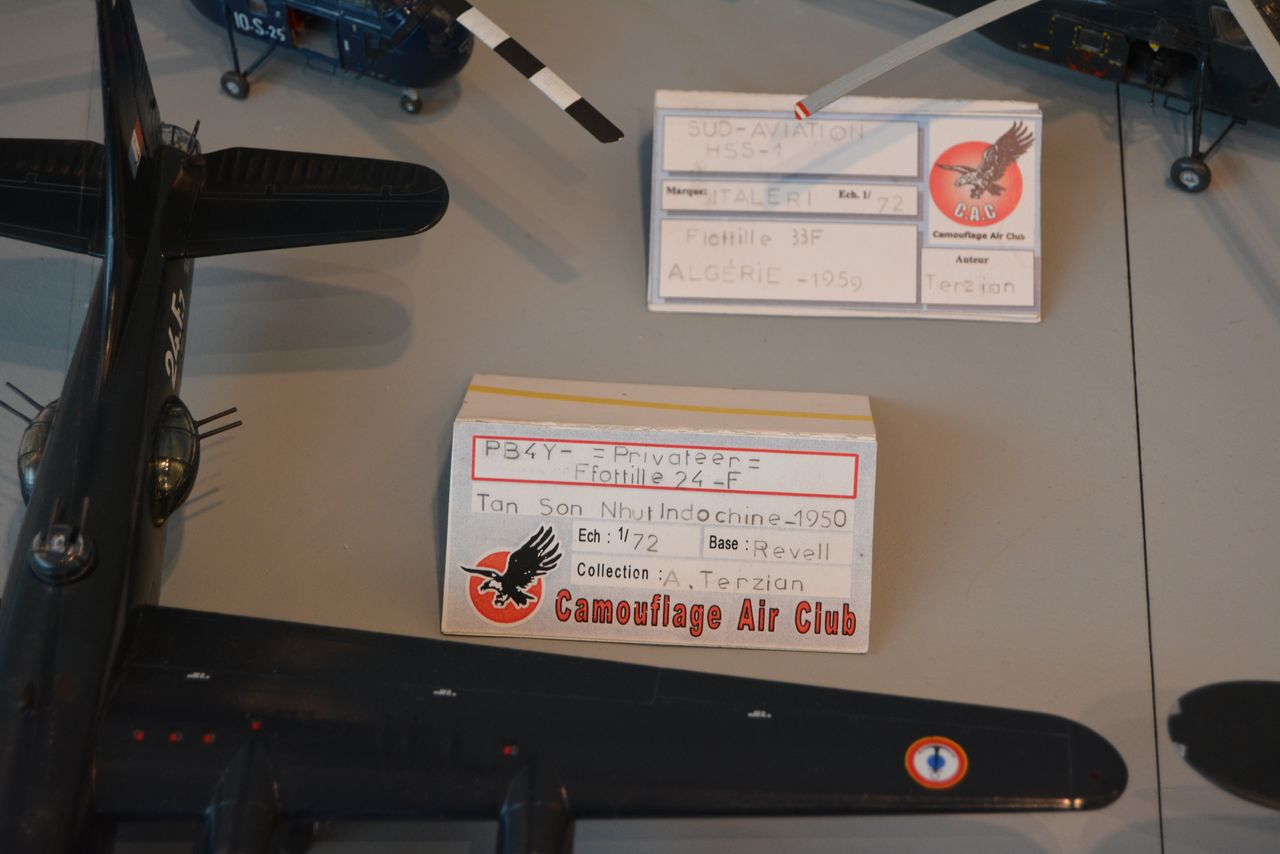 10-S-25
SUD-AVIATION
HSS-1
Marque: ITALERI Ech. 1/ 72
Flottille 33F
ALGÉRIE -1959
C.A.C
Camouflage Air Club
Auteur
Terzian
24.F.7
PB4Y- =Privateer=
Ffottille 24-F
Tan Son Nhut Indochine-1950
Ech : 1/72 Base : Revell
Collection : A. Terzian
Camouflage Air Club